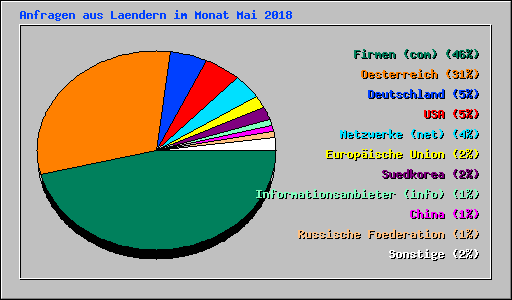 Anfragen aus Laendern im Monat Mai 2018
Firmen (com) (46%)
Oesterreich (31%)
Deutschland (5%)
USA (5%)
Netzwerke (net) (4%)
Europäische Union (2%)
Suedkorea (2%)
Informationsanbieter (info) (1%)
China (1%)
Russische Foederation (1%)
Sonstige (2%)